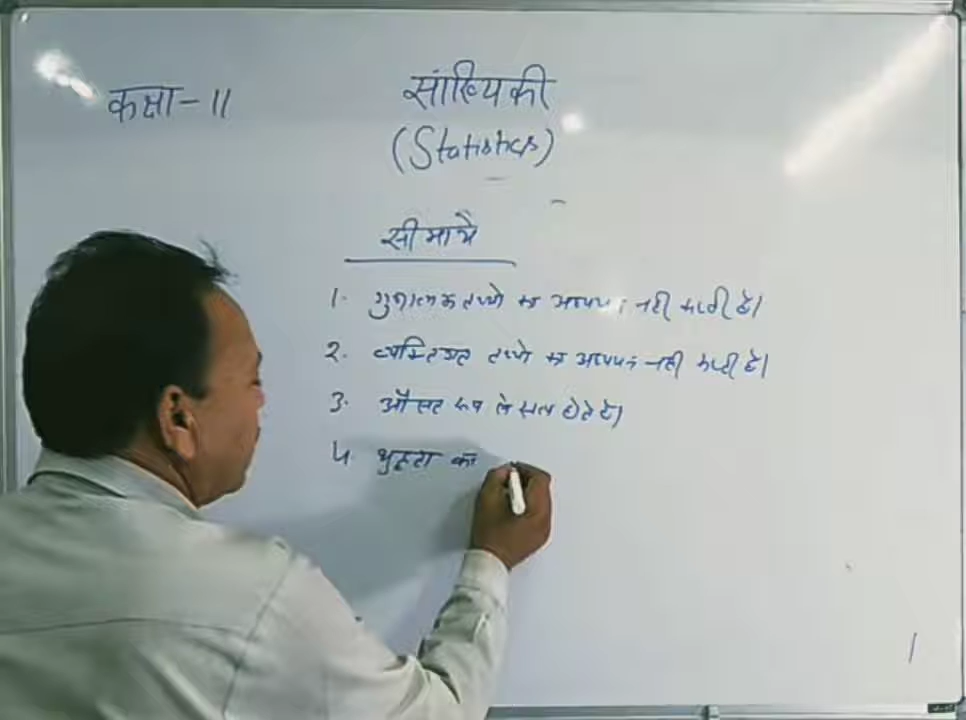 कक्षा - 11
सांख्यिकी
(Statistics)
सीमायें
1. गुणात्मक तथ्यो का अध्ययन नही करती है।
2. व्यक्तिगत तथ्यो का अध्ययन नही करती है।
3. औसत रूप से सत्य होते है।
4. शुद्धता का